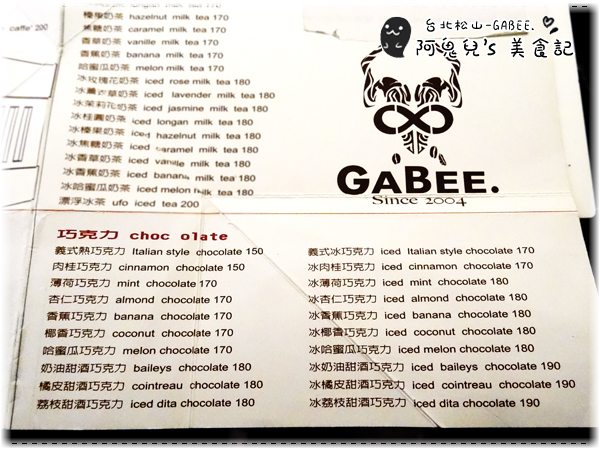 caffe' 200
榛果奶茶 hazelnut milk tea 170
焦糖奶茶 caramel milk tea 170
香草奶茶 vanille milk tea 170
香蕉奶茶 banana milk tea 170
哈蜜瓜奶茶 melon milk tea 170
冰玫瑰花奶茶 iced rose milk tea 180
冰薰衣草奶茶 iced lavender milk tea 180
冰茉莉花奶茶 iced jasmine milk tea 180
冰桂圓奶茶 iced longan milk tea 180
冰榛果奶茶 iced hazelnut milk tea 180
冰焦糖奶茶 iced caramel milk tea 180
冰香草奶茶 iced vanille milk tea 180
冰香蕉奶茶 iced banana milk tea 180
冰哈蜜瓜奶茶 iced melon milk tea 180
漂浮冰茶 ufo iced tea 200
台北松山-GABEE.
阿鬼兒's 美食記
GABEE.
Since 2004
巧克力 choc olate
義式熱巧克力 Italian style chocolate 150
肉桂巧克力 cinnamon chocolate 150
薄荷巧克力 mint chocolate 170
杏仁巧克力 almond chocolate 170
香蕉巧克力 banana chocolate 170
椰香巧克力 coconut chocolate 170
哈蜜瓜巧克力 melon chocolate 170
奶油甜酒巧克力 baileys chocolate 180
橘皮甜酒巧克力 cointreau chocolate 180
荔枝甜酒巧克力 iced dita chocolate 180
義式冰巧克力 iced Italian style chocolate 170
冰肉桂巧克力 iced cinnamon chocolate 170
冰薄荷巧克力 iced mint chocolate 180
冰杏仁巧克力 iced almond chocolate 180
冰香蕉巧克力 iced banana chocolate 180
冰椰香巧克力 iced coconut chocolate 180
冰哈蜜瓜巧克力 iced melon chocolate 180
冰奶油甜酒巧克力 iced baileys chocolate 190
冰橘皮甜酒巧克力 iced cointreau chocolate 190
冰荔枝甜酒巧克力 iced dita chocolate 190